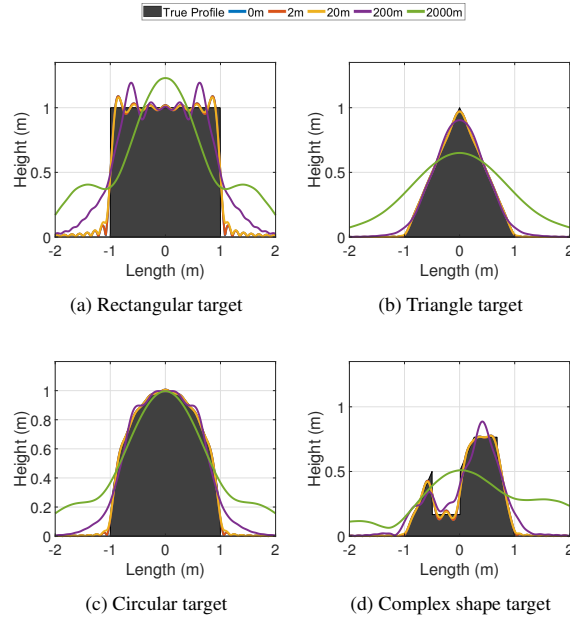 True Profile 0m 2m 20m 200m 2000m
Height (m)
1
0.5
0
-2 -1 0 1 2
Length (m)
(a) Rectangular target
Height (m)
1
0.5
0
-2 -1 0 1 2
Length (m)
(b) Triangle target
Height (m)
1
0.8
0.6
0.4
0.2
0
-2 -1 0 1 2
Length (m)
(c) Circular target
Height (m)
1
0.5
0
-2 -1 0 1 2
Length (m)
(d) Complex shape target